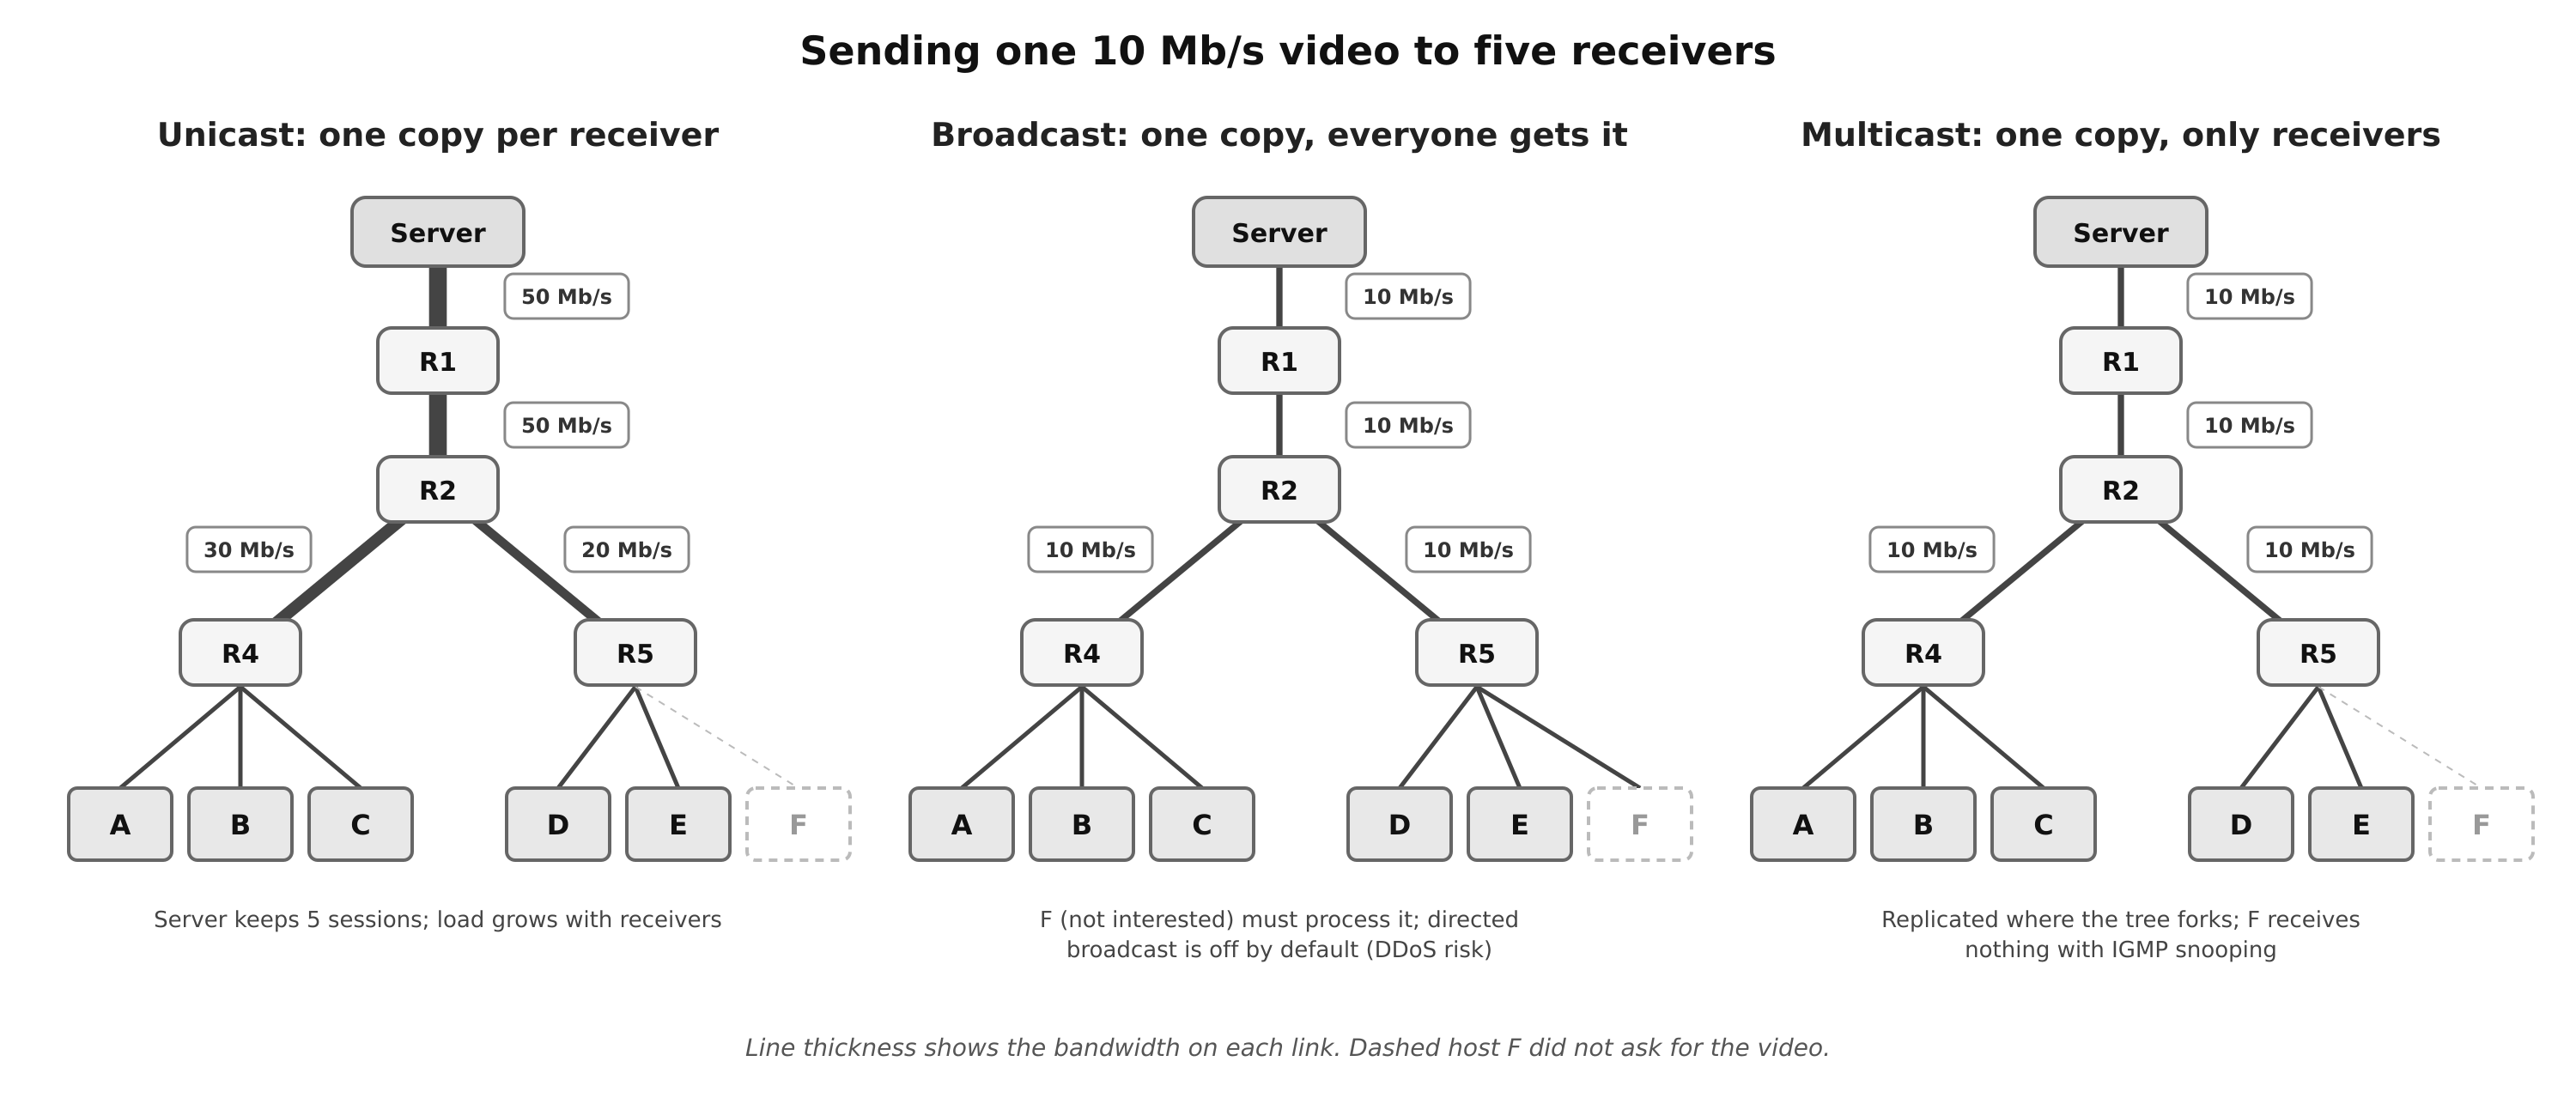 Sending one 10 Mb/s video to five receivers
Unicast: one copy per receiver
Server
50 Mb/s
R1
50 Mb/s
R2
30 Mb/s
20 Mb/s
R4
R5
A
B
C
D
E
F
Server keeps 5 sessions; load grows with receivers
Broadcast: one copy, everyone gets it
Server
10 Mb/s
R1
10 Mb/s
R2
10 Mb/s
10 Mb/s
R4
R5
A
B
C
D
E
F
F (not interested) must process it; directed
broadcast is off by default (DDoS risk)
Multicast: one copy, only receivers
Server
10 Mb/s
R1
10 Mb/s
R2
10 Mb/s
10 Mb/s
R4
R5
A
B
C
D
E
F
Replicated where the tree forks; F receives
nothing with IGMP snooping
Line thickness shows the bandwidth on each link. Dashed host F did not ask for the video.